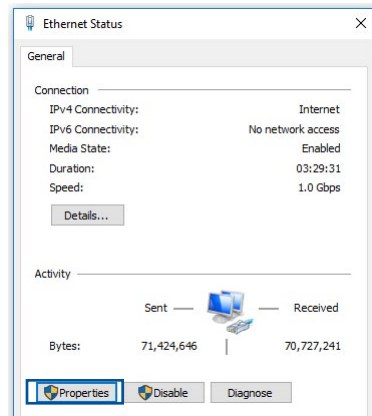 Ethernet Status
General
Connection
IPv4 Connectivity: Internet
IPv6 Connectivity: No network access
Media State: Enabled
Duration: 03:29:31
Speed: 1.0 Gbps
Details...
Activity
Sent Received
Bytes: 71,424,646 70,727,241
Properties Disable Diagnose